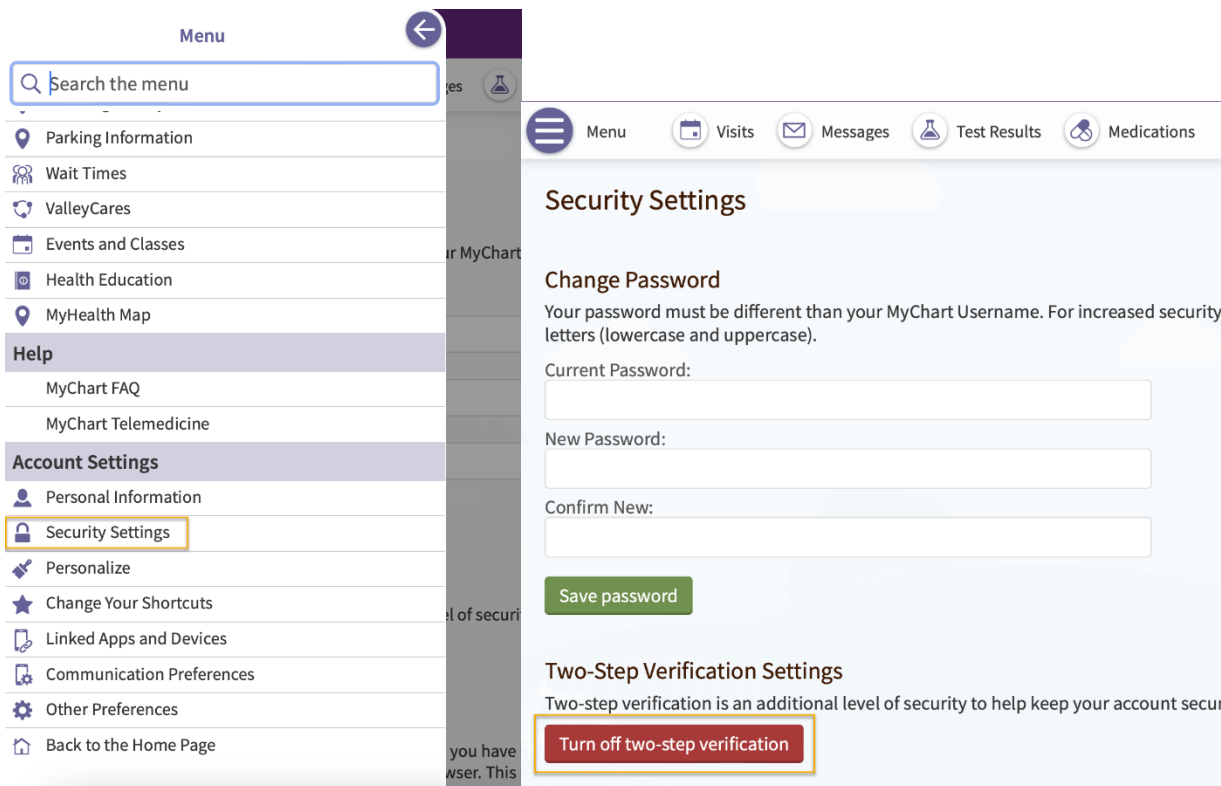 Menu
Search the menu
Parking Information
Wait Times
ValleyCares
Events and Classes
Health Education
MyHealth Map
Help
MyChart FAQ
MyChart Telemedicine
Account Settings
Personal Information
Security Settings
Personalize
Change Your Shortcuts
Linked Apps and Devices
Communication Preferences
Other Preferences
Back to the Home Page
MyChart
you have
This
Menu Visits Messages Test Results Medications
Security Settings
Change Password
Your password must be different than your MyChart Username. For increased security
letters (lowercase and uppercase).
Current Password:
New Password:
Confirm New:
Save password
Two-Step Verification Settings
Two-step verification is an additional level of security to help keep your account
Turn off two-step verification